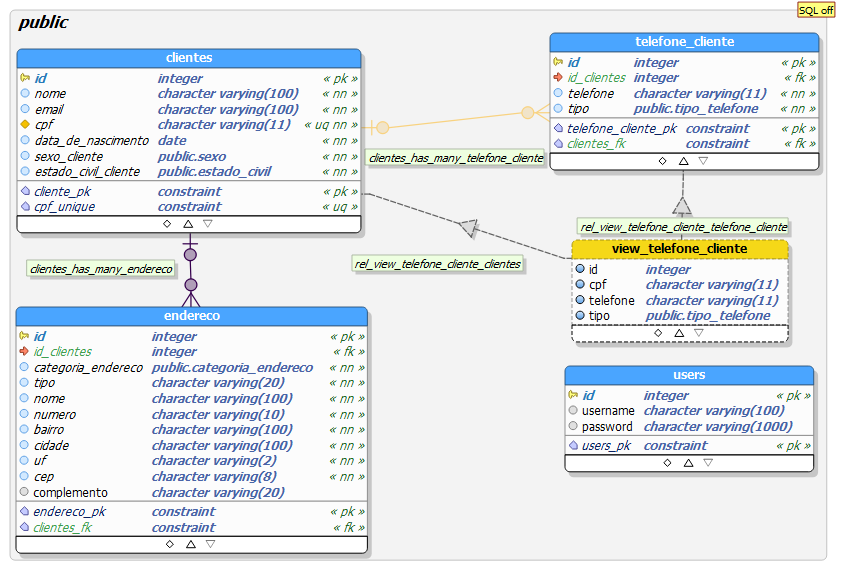 SQL off
public
clientes
id integer « pk »
nome character varying(100) « nn »
email character varying(100) « nn »
cpf character varying(11) « uq nn »
data_de_nascimento date « nn »
sexo_cliente public.sexo « nn »
estado_civil_cliente public.estado_civil « nn »
cliente_pk constraint « pk »
cpf_unique constraint « uq »
telefone_cliente
id integer « pk »
id_clientes integer « fk »
telefone character varying(11) « nn »
tipo public.tipo_telefone « nn »
telefone_cliente_pk constraint « pk »
clientes_fk constraint « fk »
clientes_has_many_telefone_cliente
rel_view_telefone_cliente_telefone_cliente
clientes_has_many_endereco
rel_view_telefone_cliente_clientes
view_telefone_cliente
id integer
cpf character varying(11)
telefone character varying(11)
tipo public.tipo_telefone
endereco
id integer « pk »
id_clientes integer « fk »
categoria_endereco public.categoria_endereco « nn »
tipo character varying(20) « nn »
nome character varying(100) « nn »
numero character varying(10) « nn »
bairro character varying(100) « nn »
cidade character varying(100) « nn »
uf character varying(2) « nn »
cep character varying(8) « nn »
complemento character varying(20)
endereco_pk constraint « pk »
clientes_fk constraint « fk »
users
id integer « pk »
username character varying(100)
password character varying(1000)
users_pk constraint « pk »